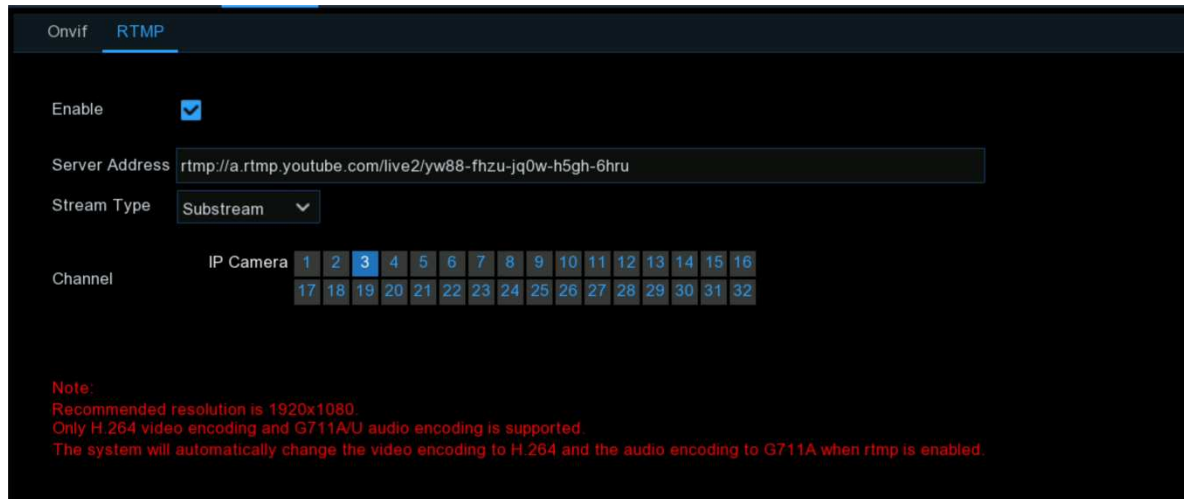 Onvif RTMP
Enable
Server Address rtmp://a.rtmp.youtube.com/live2/yw88-fhzu-jq0w-h5gh-6hru
Stream Type Substream
IP Camera 1 2 3 4 5 6 7 8 9 10 11 12 13 14 15 16
Channel
17 18 19 20 21 22 23 24 25 26 27 28 29 30 31 32
Note:
Recommended resolution is 1920x1080.
Only H.264 video encoding and G711A/U audio encoding is supported.
The system will automatically change the video encoding to H.264 and the audio encoding to G711A when rtmp is enabled.